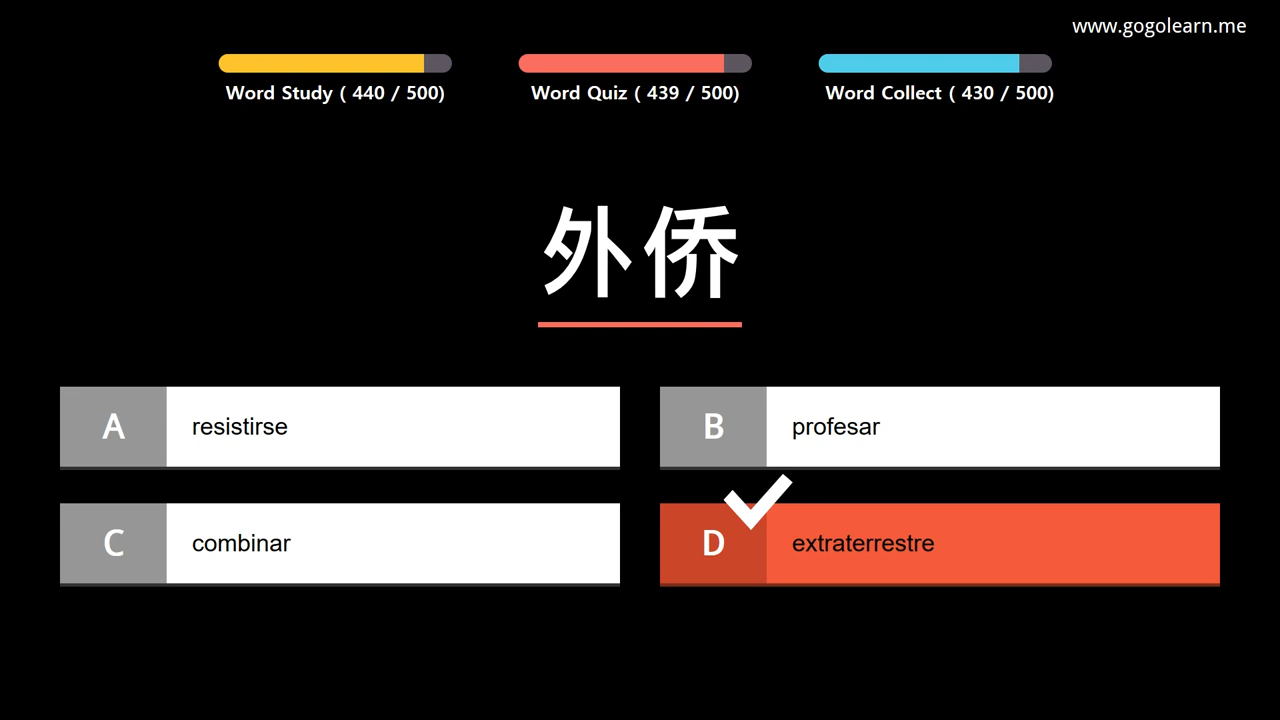 www.gogolearn.me
Word Study ( 440 / 500)
Word Quiz ( 439 / 500)
Word Collect ( 430 / 500)
外侨
A resistirse
B profesar
C combinar
D extraterrestre